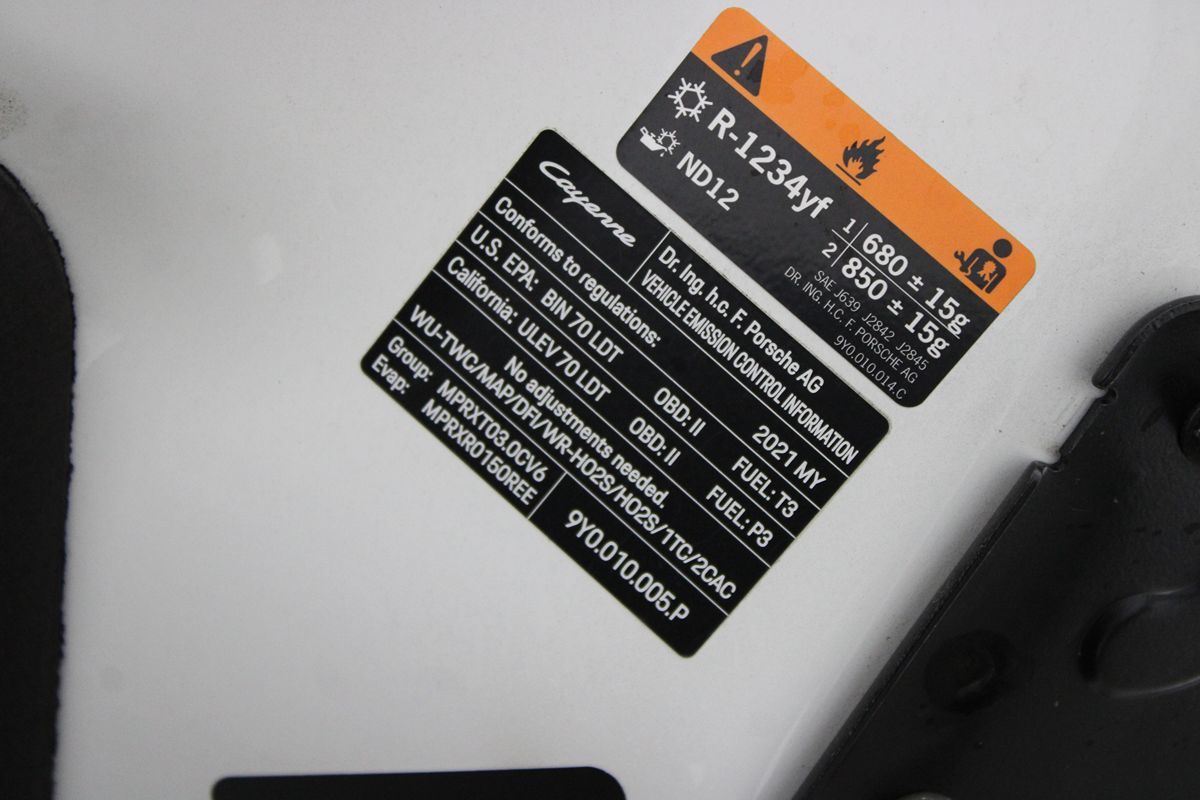 R-1234yf
ND12
1 680 ± 15g
2 850 ± 15g
SAE J639 J2842 J2845
DR. ING. H.C. F. PORSCHE AG
9Y0.010.014.C
Cayenne
Dr. Ing. h.c. F. Porsche AG
VEHICLE EMISSION CONTROL INFORMATION
Conforms to regulations: 2021 MY
U.S. EPA: BIN 70 LDT OBD: II FUEL: T3
California: ULEV 70 LDT OBD: II FUEL: P3
No adjustments needed.
WU-TWC/MAP/DFI/WR-HO2S/HO2S/1TC/2CAC
Group: MPRXT03.0CV6
Evap: MPRXR0150REE
9Y0.010.005.P